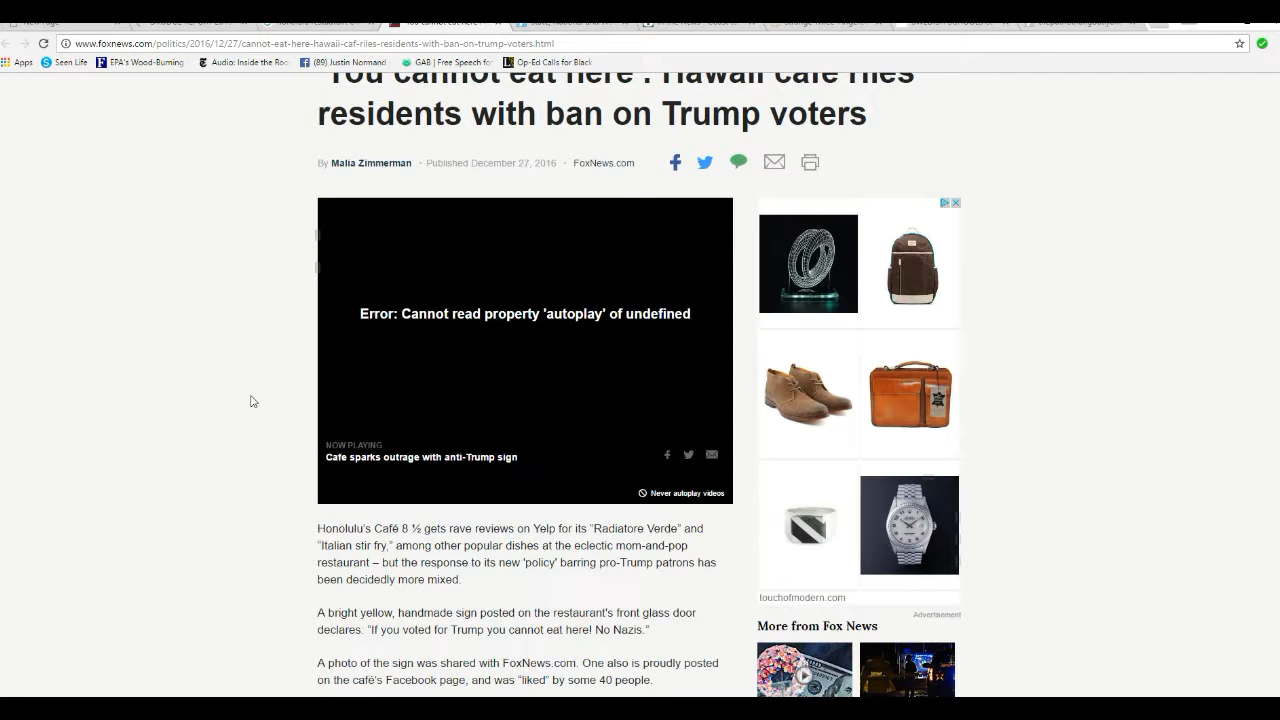 www.foxnews.com/politics/2016/12/27/cannot-eat-here-hawaii-caf-riles-residents-with-ban-on-trump-voters.html
Apps Seen Life EPA's Wood-Burning Audio: Inside the Roo (89) Justin Normand GAB | Free Speech fo Op-Ed Calls for Black
'You cannot eat here': Hawaii cafe riles
residents with ban on Trump voters
By Malia Zimmerman · Published December 27, 2016 · FoxNews.com
Error: Cannot read property 'autoplay' of undefined
NOW PLAYING
Cafe sparks outrage with anti-Trump sign
Never autoplay videos
Honolulu's Café 8 ½ gets rave reviews on Yelp for its "Radiatore Verde" and
"Italian stir fry," among other popular dishes at the eclectic mom-and-pop
restaurant – but the response to its new 'policy' barring pro-Trump patrons has
been decidedly more mixed.
A bright yellow, handmade sign posted on the restaurant's front glass door
declares. "If you voted for Trump you cannot eat here! No Nazis."
A photo of the sign was shared with FoxNews.com. One also is proudly posted
on the café's Facebook page, and was "liked" by some 40 people.
touchofmodern.com
Advertisement
More from Fox News